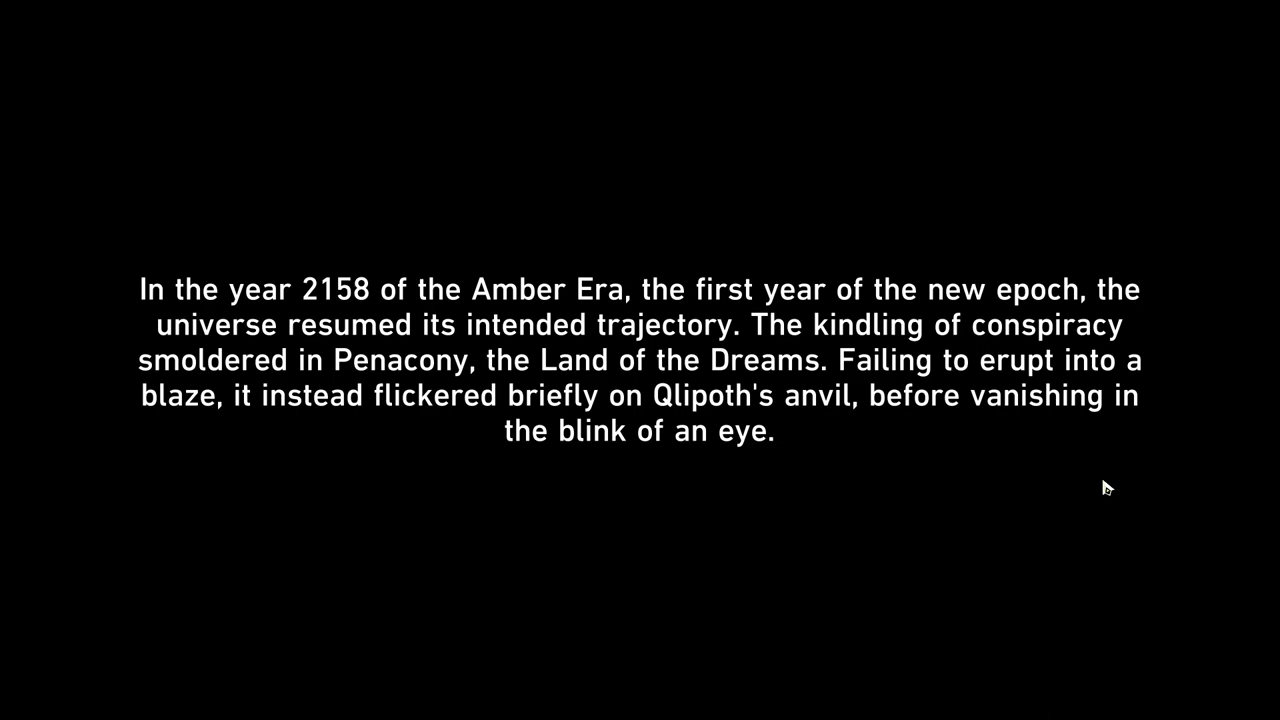 In the year 2158 of the Amber Era, the first year of the new epoch, the
universe resumed its intended trajectory. The kindling of conspiracy
smoldered in Penacony, the Land of the Dreams. Failing to erupt into a
blaze, it instead flickered briefly on Qlipoth's anvil, before vanishing in
the blink of an eye.